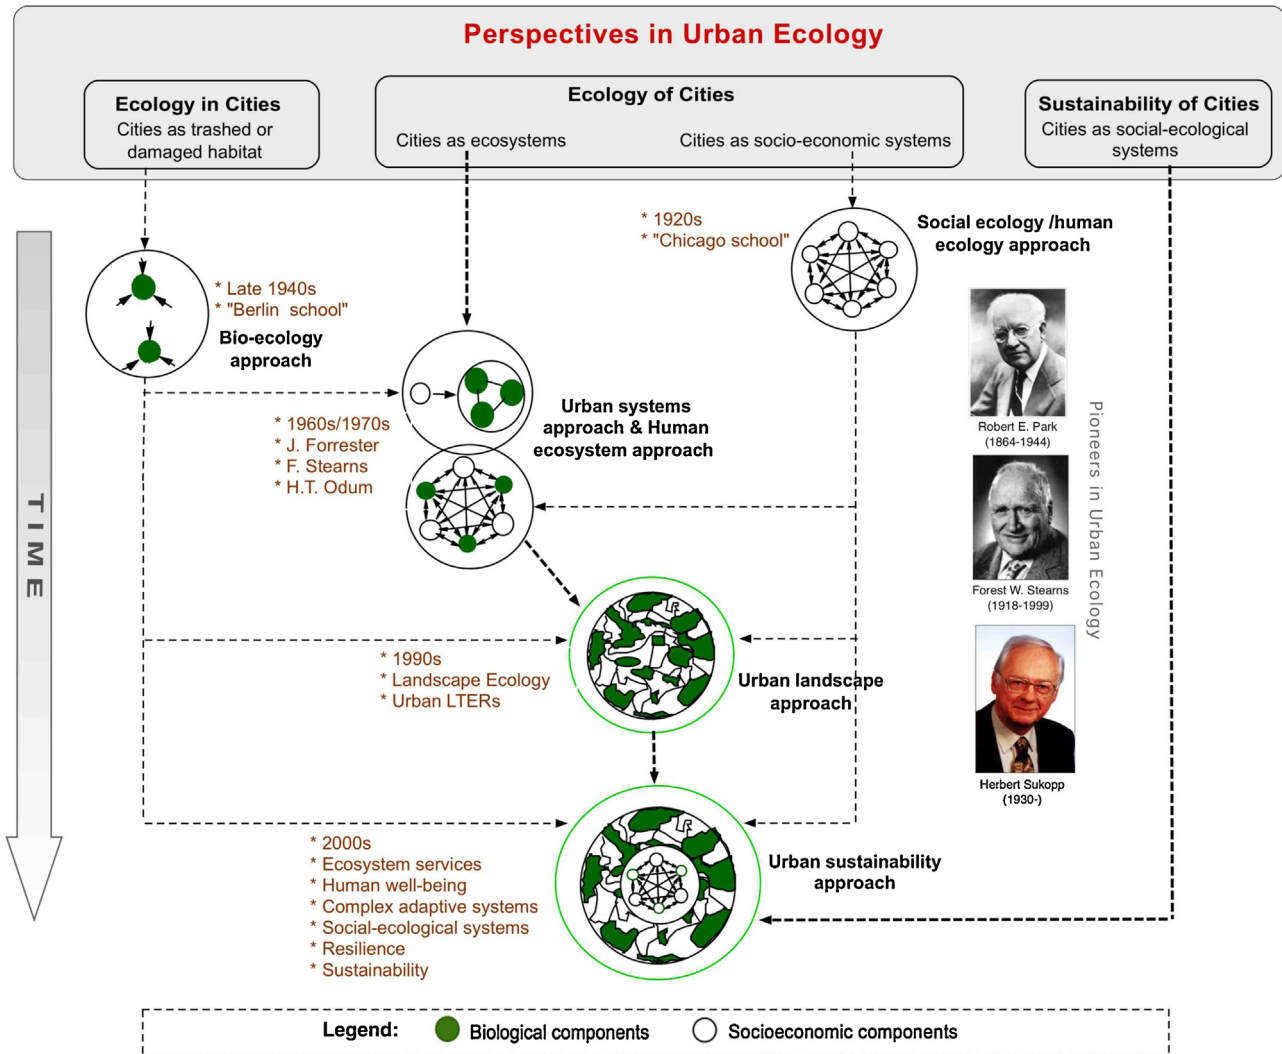 Perspectives in Urban Ecology
Ecology in Cities
Cities as trashed or
damaged habitat
Ecology of Cities
Cities as ecosystems
Cities as socio-economic systems
Sustainability of Cities
Cities as social-ecological
systems
* 1920s
* "Chicago school"
Social ecology /human
ecology approach
* Late 1940s
* "Berlin school"
Bio-ecology
approach
* 1960s/1970s
* J. Forrester
* F. Stearns
* H.T. Odum
Urban systems
approach & Human
ecosystem approach
Robert E. Park
(1864-1944)
Forest W. Stearns
(1918-1999)
Herbert Sukopp
(1930-)
Pioneers in Urban Ecology
TIME
* 1990s
* Landscape Ecology
* Urban LTERs
Urban landscape
approach
* 2000s
* Ecosystem services
* Human well-being
* Complex adaptive systems
* Social-ecological systems
* Resilience
* Sustainability
Urban sustainability
approach
Legend:
Biological components
Socioeconomic components